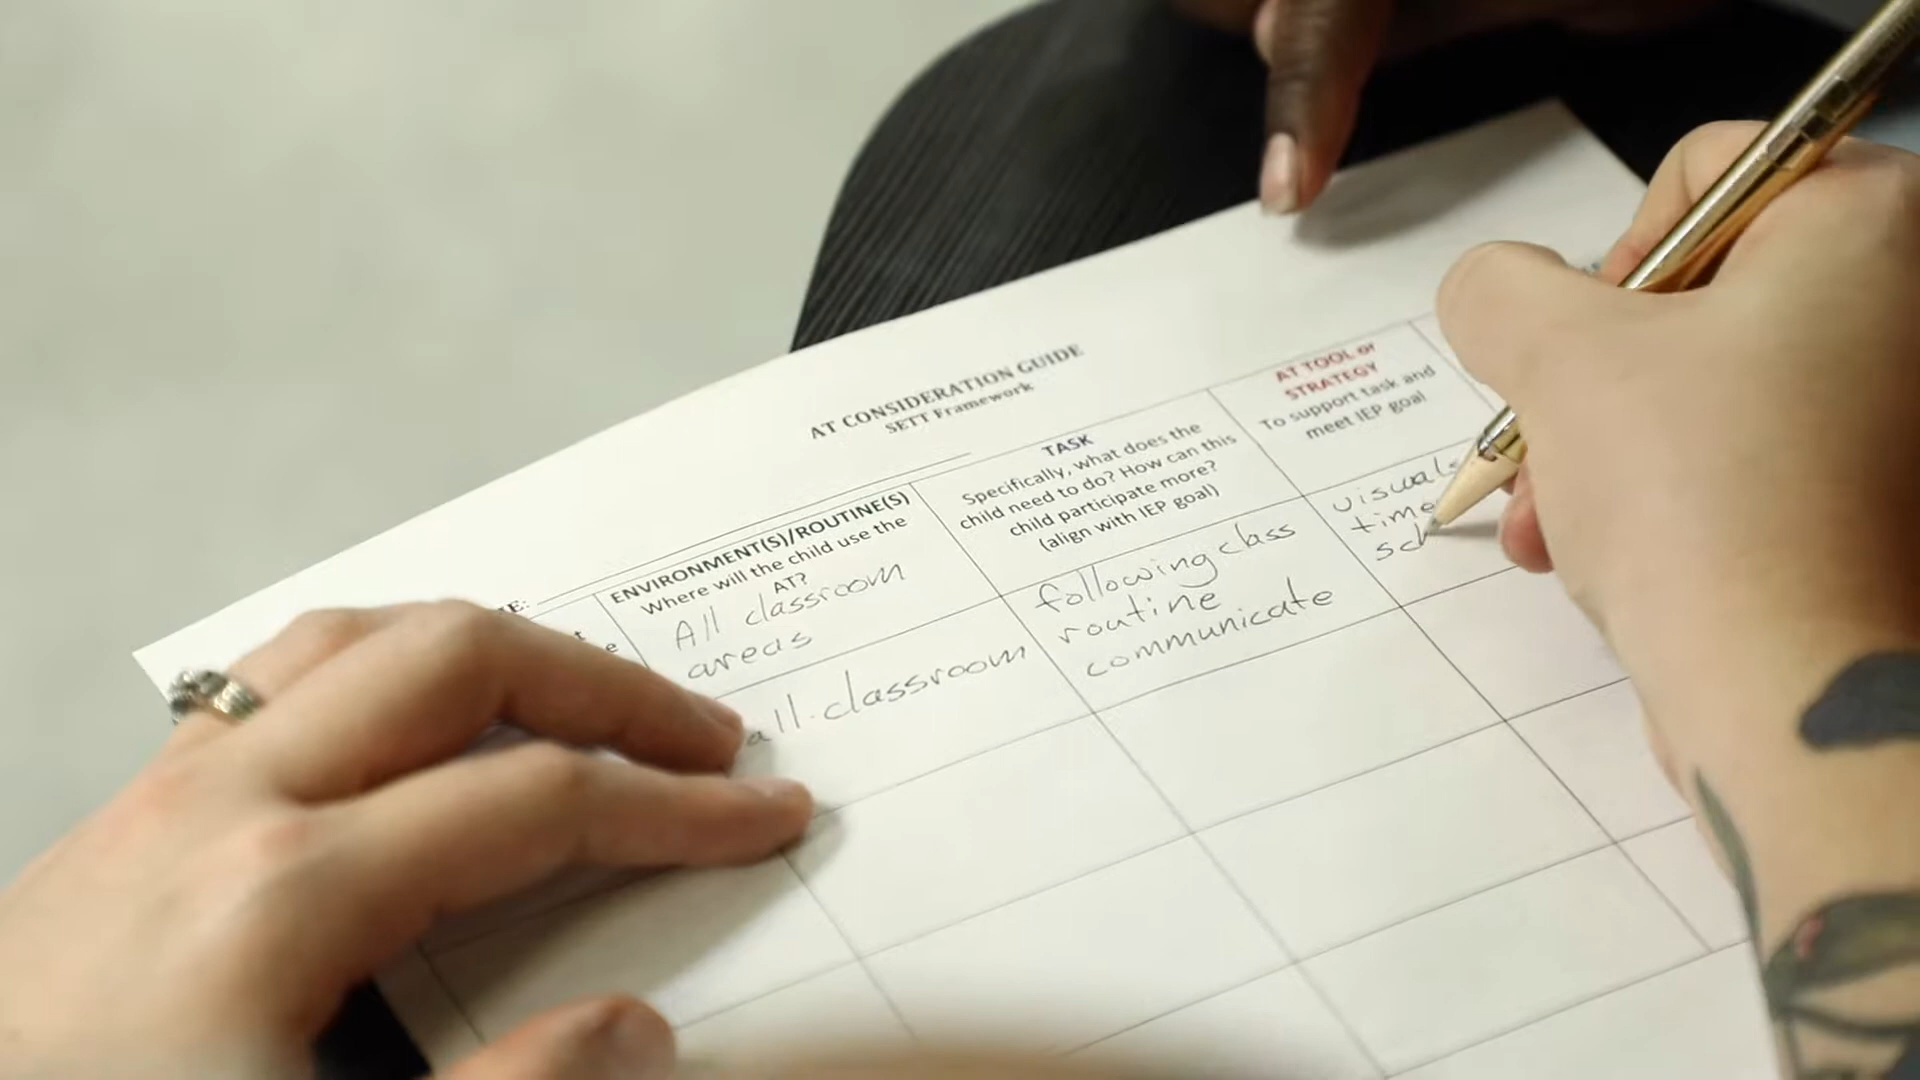 AT CONSIDERATION GUIDE
SETT Framework
ENVIRONMENT(S)/ROUTINE(S)
Where will the child use the
AT?
TASK
Specifically, what does the
child need to do? How can this
child participate more?
(align with IEP goal)
AT TOOL or
STRATEGY
To support task and
meet IEP goal
All classroom
areas
following class
routine
communicate
visual
all classroom